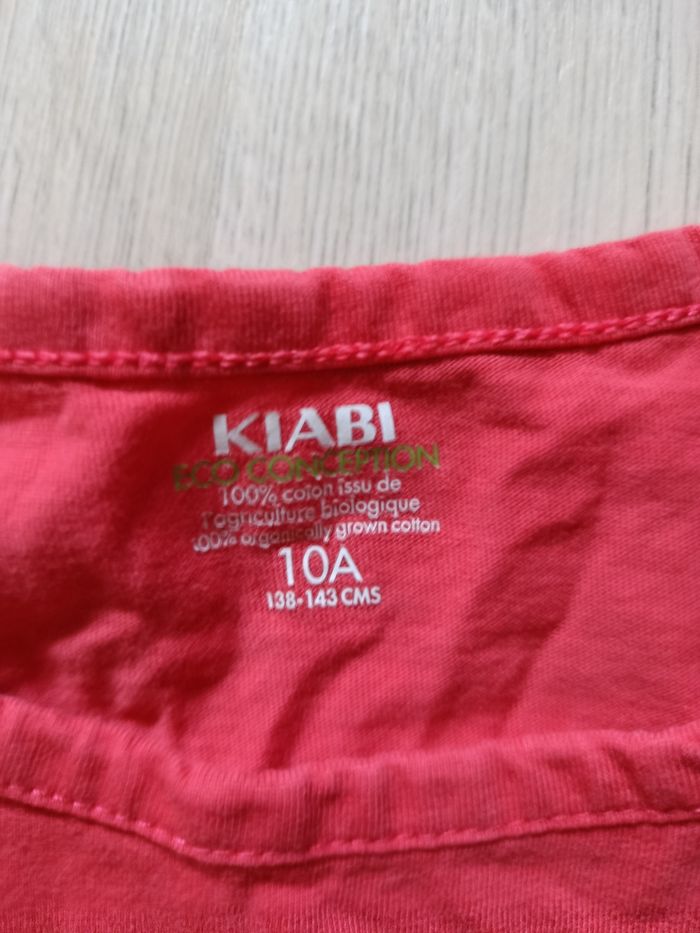 KIABI
ECO CONCEPTION
100% coton issu de
l'agriculture biologique
100% organically grown cotton
10A
138-143 CMS